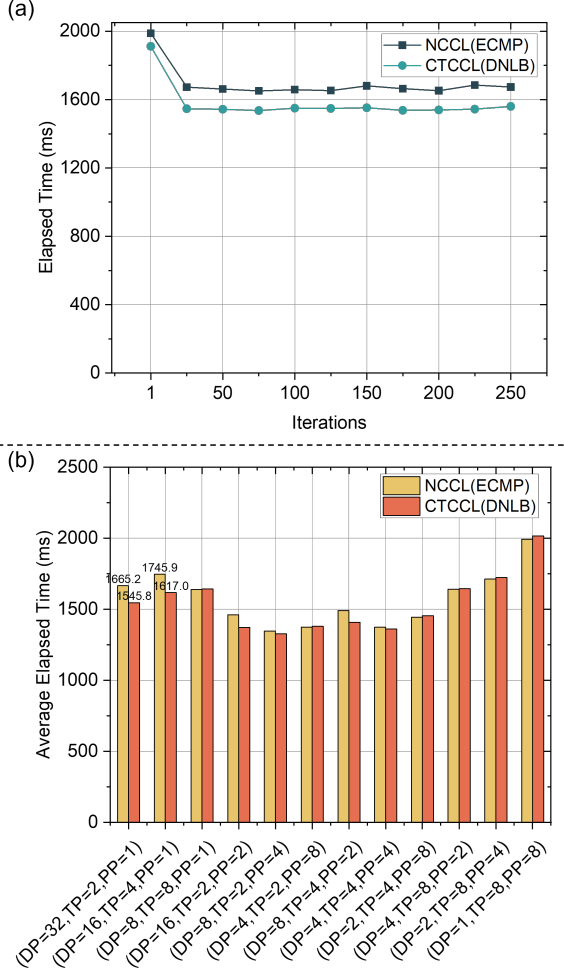 (a)
2000
1600
1200
800
400
0
Elapsed Time (ms)
NCCL(ECMP)
CTCCL(DNLB)
1 50 100 150 200 250
Iterations
(b)
2500
2000
1500
1000
500
0
Average Elapsed Time (ms)
NCCL(ECMP)
CTCCL(DNLB)
1745.9
1665.2
1617.0
1545.8
(DP=32, TP=2,PP=1)
(DP=16, TP=4,PP=1)
(DP=8, TP=8,PP=1)
(DP=16, TP=2,PP=2)
(DP=8, TP=2,PP=4)
(DP=4, TP=2,PP=8)
(DP=8, TP=4,PP=2)
(DP=4, TP=4,PP=4)
(DP=2, TP=4,PP=8)
(DP=4, TP=8,PP=2)
(DP=2, TP=8,PP=4)
(DP=1, TP=8,PP=8)